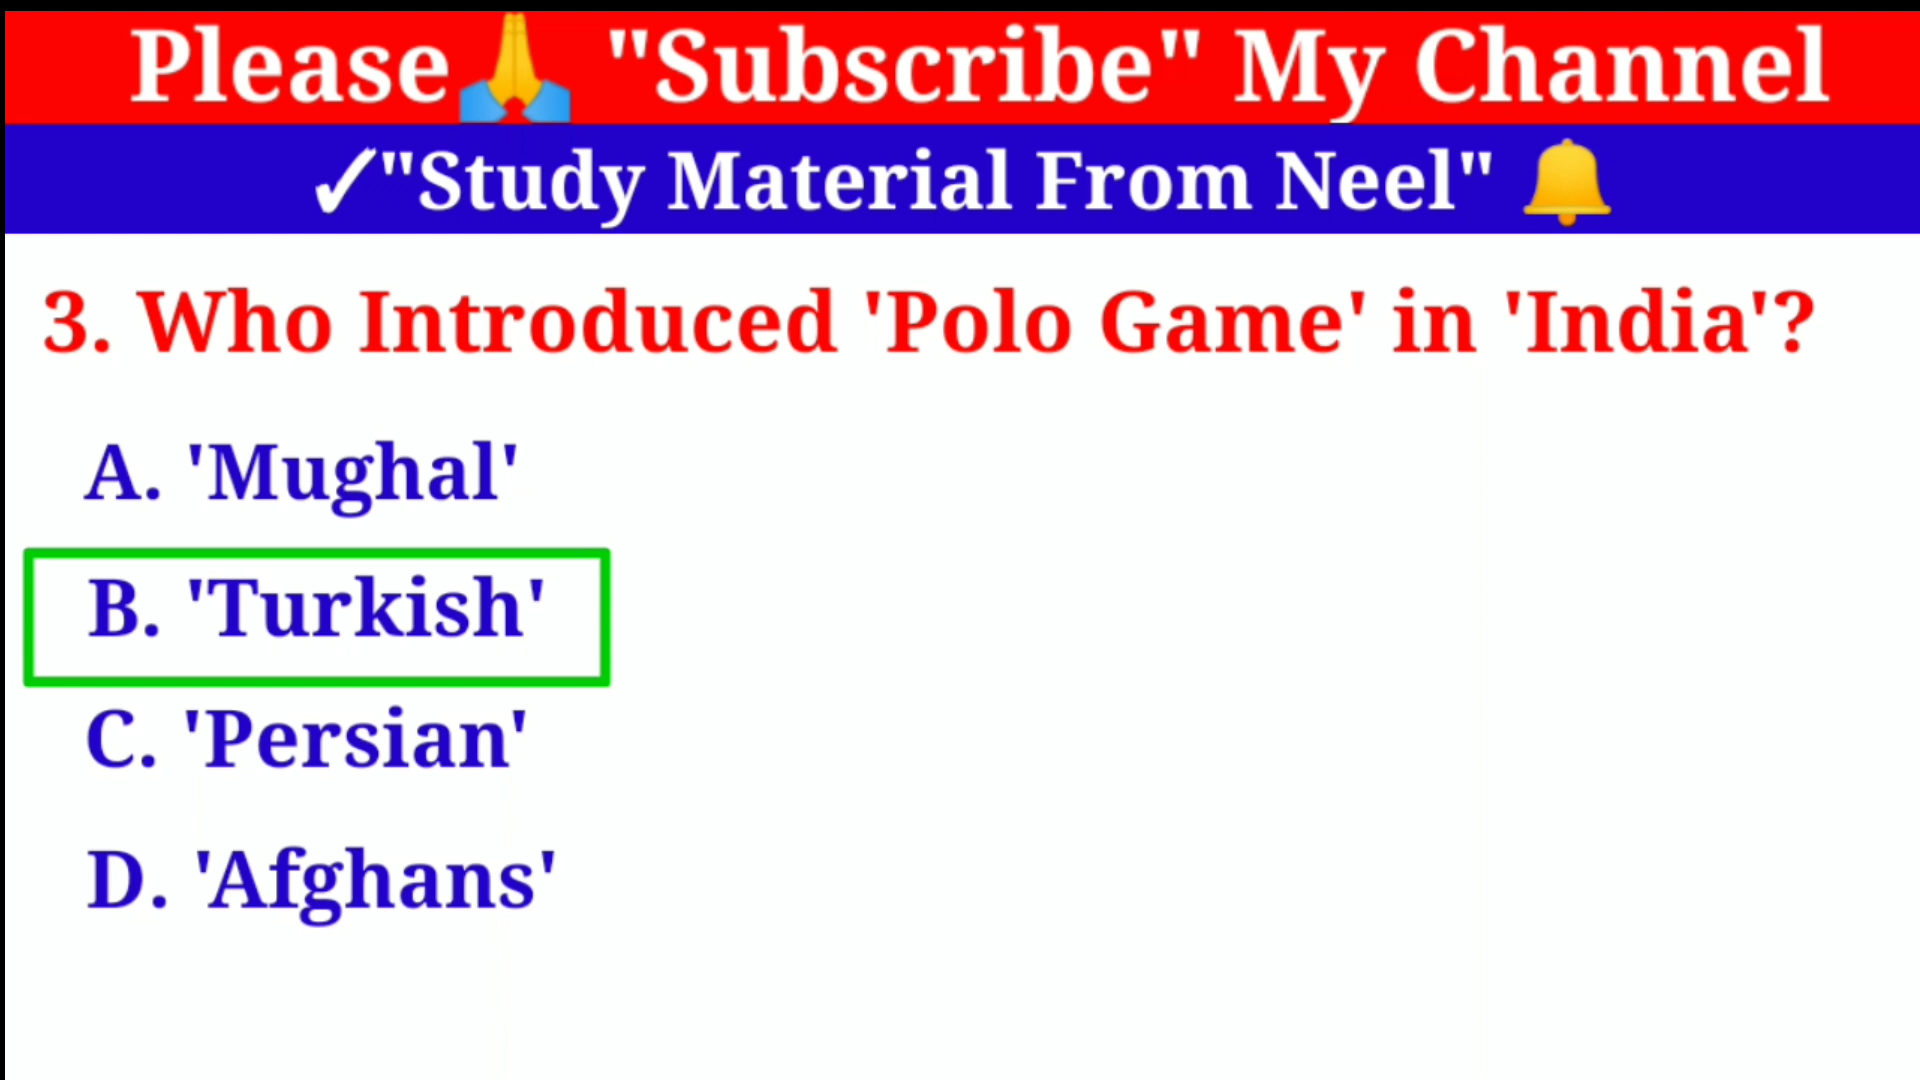 Please🙏 "Subscribe" My Channel
✓"Study Material From Neel" 🔔
3. Who Introduced 'Polo Game' in 'India'?
A. 'Mughal'
B. 'Turkish'
C. 'Persian'
D. 'Afghans'